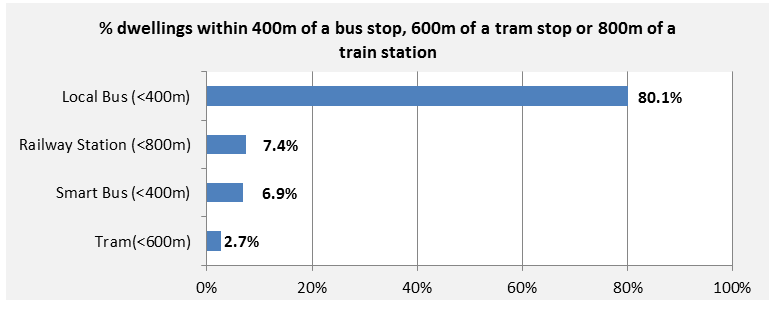 % dwellings within 400m of a bus stop, 600m of a tram stop or 800m of a
train station
Local Bus (<400m)
80.1%
Railway Station (<800m)
7.4%
Smart Bus (<400m)
6.9%
Tram(<600m)
2.7%
0%
20%
40%
60%
80%
100%